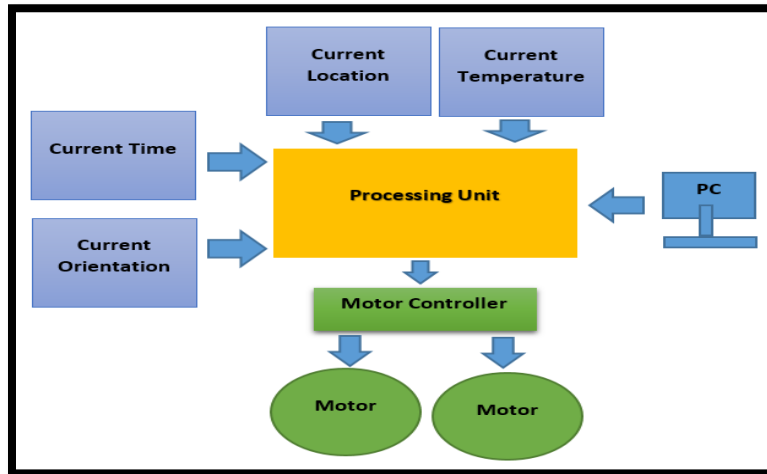 Current
Location
Current
Temperature
Current Time
Processing Unit
PC
Current
Orientation
Motor Controller
Motor
Motor